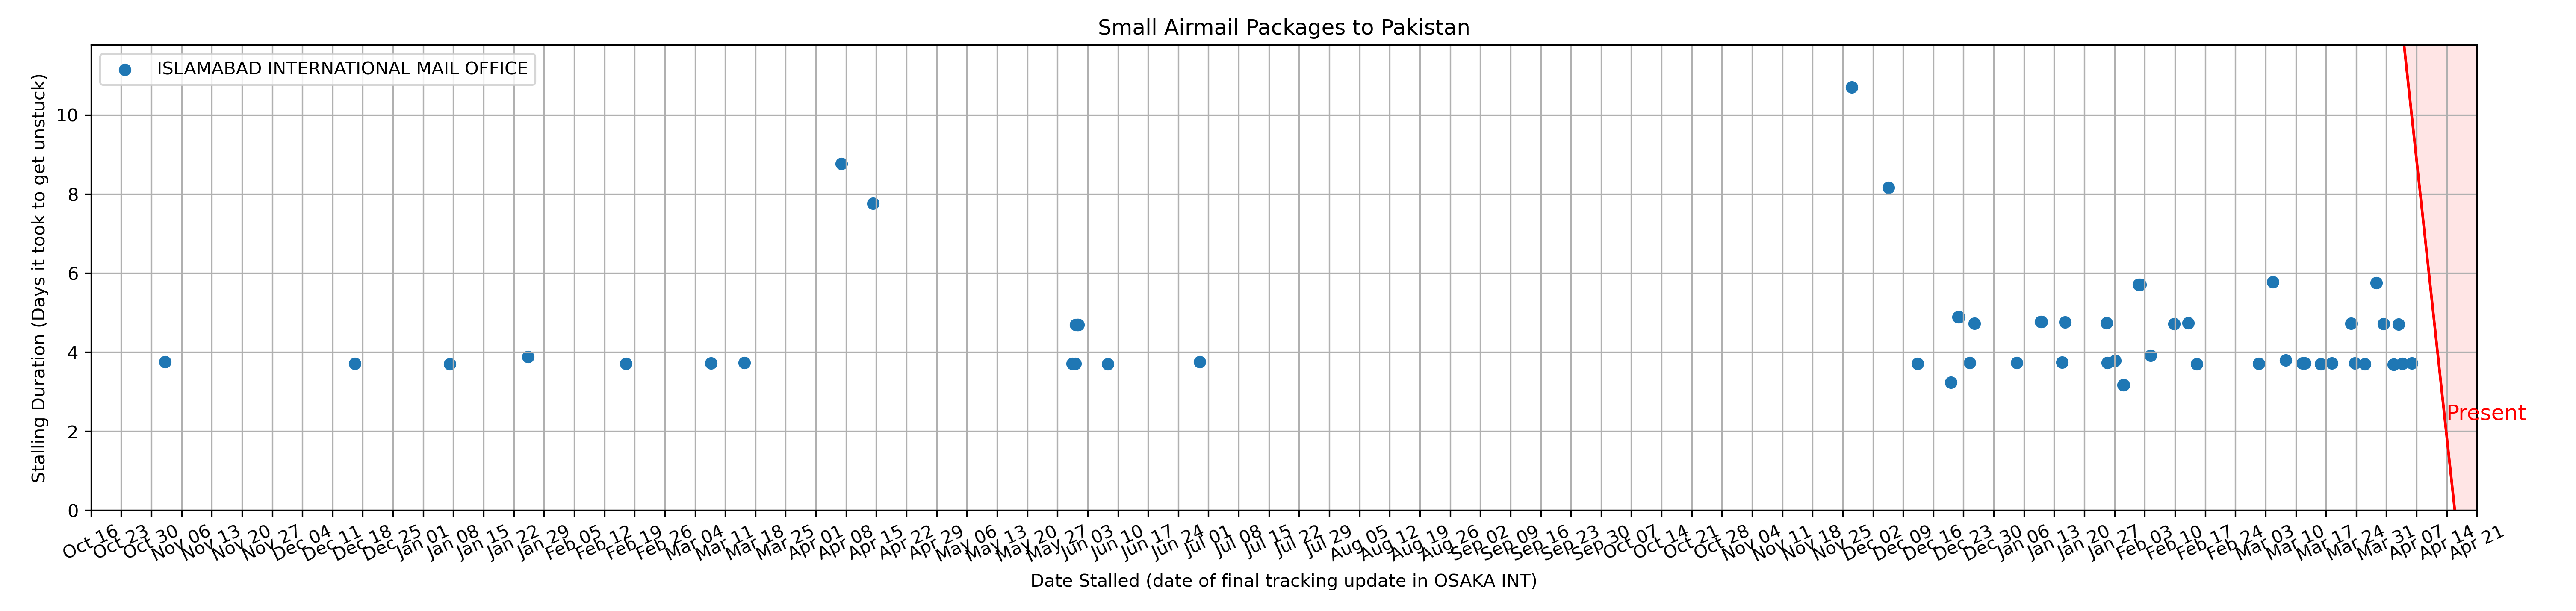 Small Airmail Packages to Pakistan
ISLAMABAD INTERNATIONAL MAIL OFFICE
Stalling Duration (Days it took to get unstuck)
10
8
6
4
2
0
Present
Oct 16
Oct 23
Oct 30
Nov 06
Nov 13
Nov 20
Nov 27
Dec 04
Dec 11
Dec 18
Dec 25
Jan 01
Jan 08
Jan 15
Jan 22
Jan 29
Feb 05
Feb 12
Feb 19
Feb 26
Mar 04
Mar 11
Mar 18
Mar 25
Apr 01
Apr 08
Apr 15
Apr 22
Apr 29
May 06
May 13
May 20
May 27
Jun 03
Jun 10
Jun 17
Jun 24
Jul 01
Jul 08
Jul 15
Jul 22
Jul 29
Aug 05
Aug 12
Aug 19
Aug 26
Sep 02
Sep 09
Sep 16
Sep 23
Sep 30
Oct 07
Oct 14
Oct 21
Oct 28
Nov 04
Nov 11
Nov 18
Nov 25
Dec 02
Dec 09
Dec 16
Dec 23
Dec 30
Jan 06
Jan 13
Jan 20
Jan 27
Feb 03
Feb 10
Feb 17
Feb 24
Mar 03
Mar 10
Mar 17
Mar 24
Mar 31
Apr 07
Apr 14
Apr 21
Date Stalled (date of final tracking update in OSAKA INT)